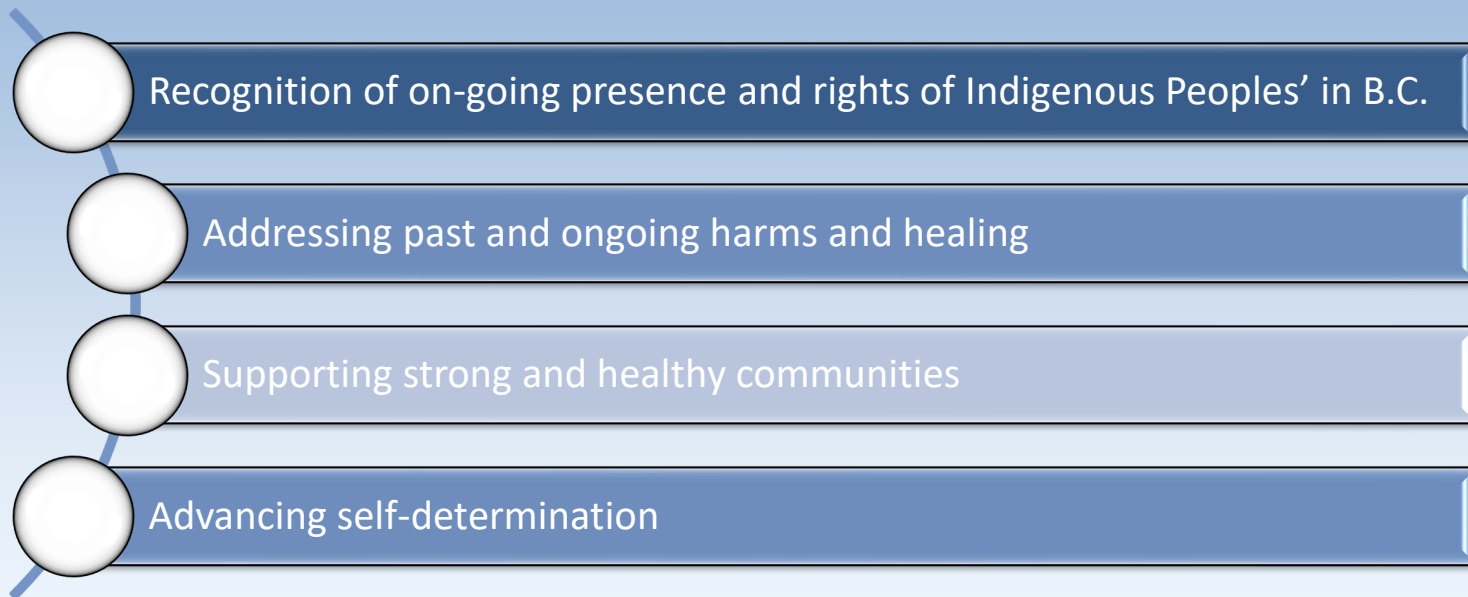 Recognition of on-going presence and rights of Indigenous Peoples’ in B.C.
Addressing past and ongoing harms and healing
Supporting strong and healthy communities
Advancing self-determination